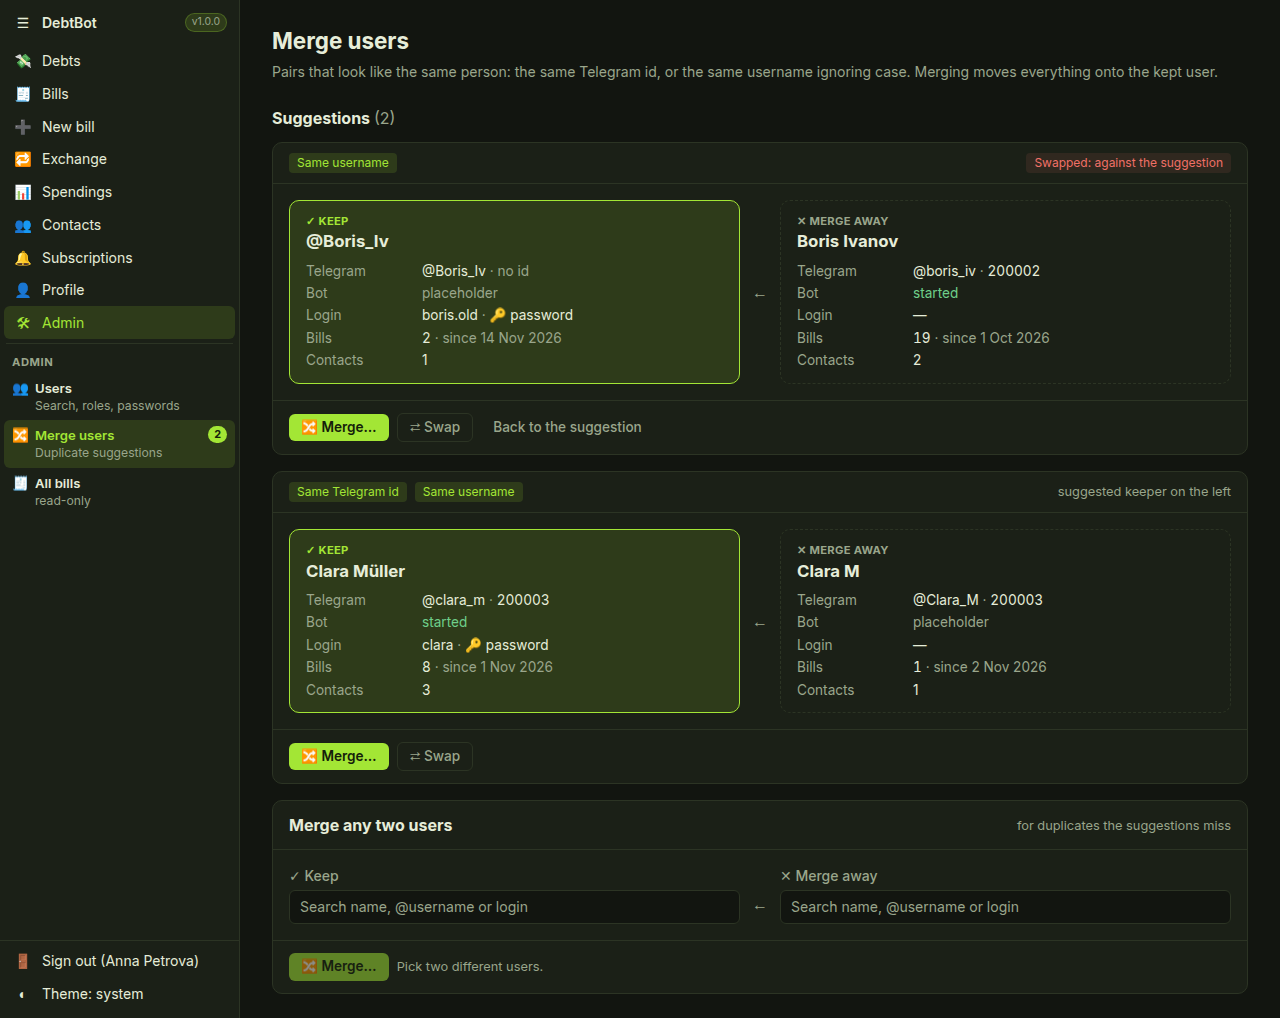 ☰ DebtBot v1.0.0
💸 Debts
🧾 Bills
➕ New bill
🔁 Exchange
📊 Spendings
👥 Contacts
🔔 Subscriptions
👤 Profile
🛠 Admin
ADMIN
👥 Users
Search, roles, passwords
🔀 Merge users 2
Duplicate suggestions
🧾 All bills
read-only
🚪 Sign out (Anna Petrova)
Theme: system
Merge users
Pairs that look like the same person: the same Telegram id, or the same username ignoring case. Merging moves everything onto the kept user.
Suggestions (2)
Same username
Swapped: against the suggestion
✓ KEEP
@Boris_Iv
Telegram @Boris_Iv · no id
Bot placeholder
Login boris.old · 🔑 password
Bills 2 · since 14 Nov 2026
Contacts 1
←
✕ MERGE AWAY
Boris Ivanov
Telegram @boris_iv · 200002
Bot started
Login —
Bills 19 · since 1 Oct 2026
Contacts 2
🔀 Merge... ⇄ Swap Back to the suggestion
Same Telegram id Same username
suggested keeper on the left
✓ KEEP
Clara Müller
Telegram @clara_m · 200003
Bot started
Login clara · 🔑 password
Bills 8 · since 1 Nov 2026
Contacts 3
←
✕ MERGE AWAY
Clara M
Telegram @Clara_M · 200003
Bot placeholder
Login —
Bills 1 · since 2 Nov 2026
Contacts 1
🔀 Merge... ⇄ Swap
Merge any two users
for duplicates the suggestions miss
✓ Keep
Search name, @username or login
←
✕ Merge away
Search name, @username or login
🔀 Merge... Pick two different users.